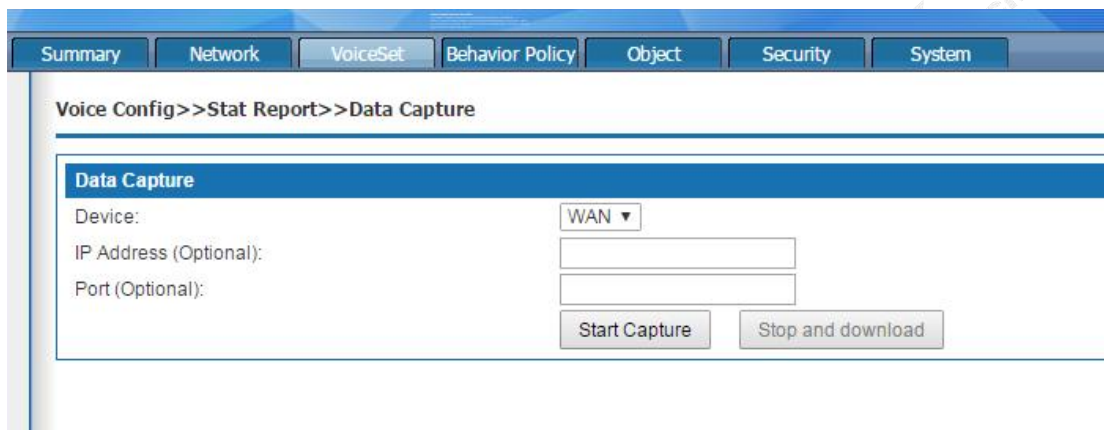 Summary Network VoiceSet Behavior Policy Object Security System
Voice Config>>Stat Report>>Data Capture
Data Capture
Device: WAN ▼
IP Address (Optional):
Port (Optional):
Start Capture Stop and download